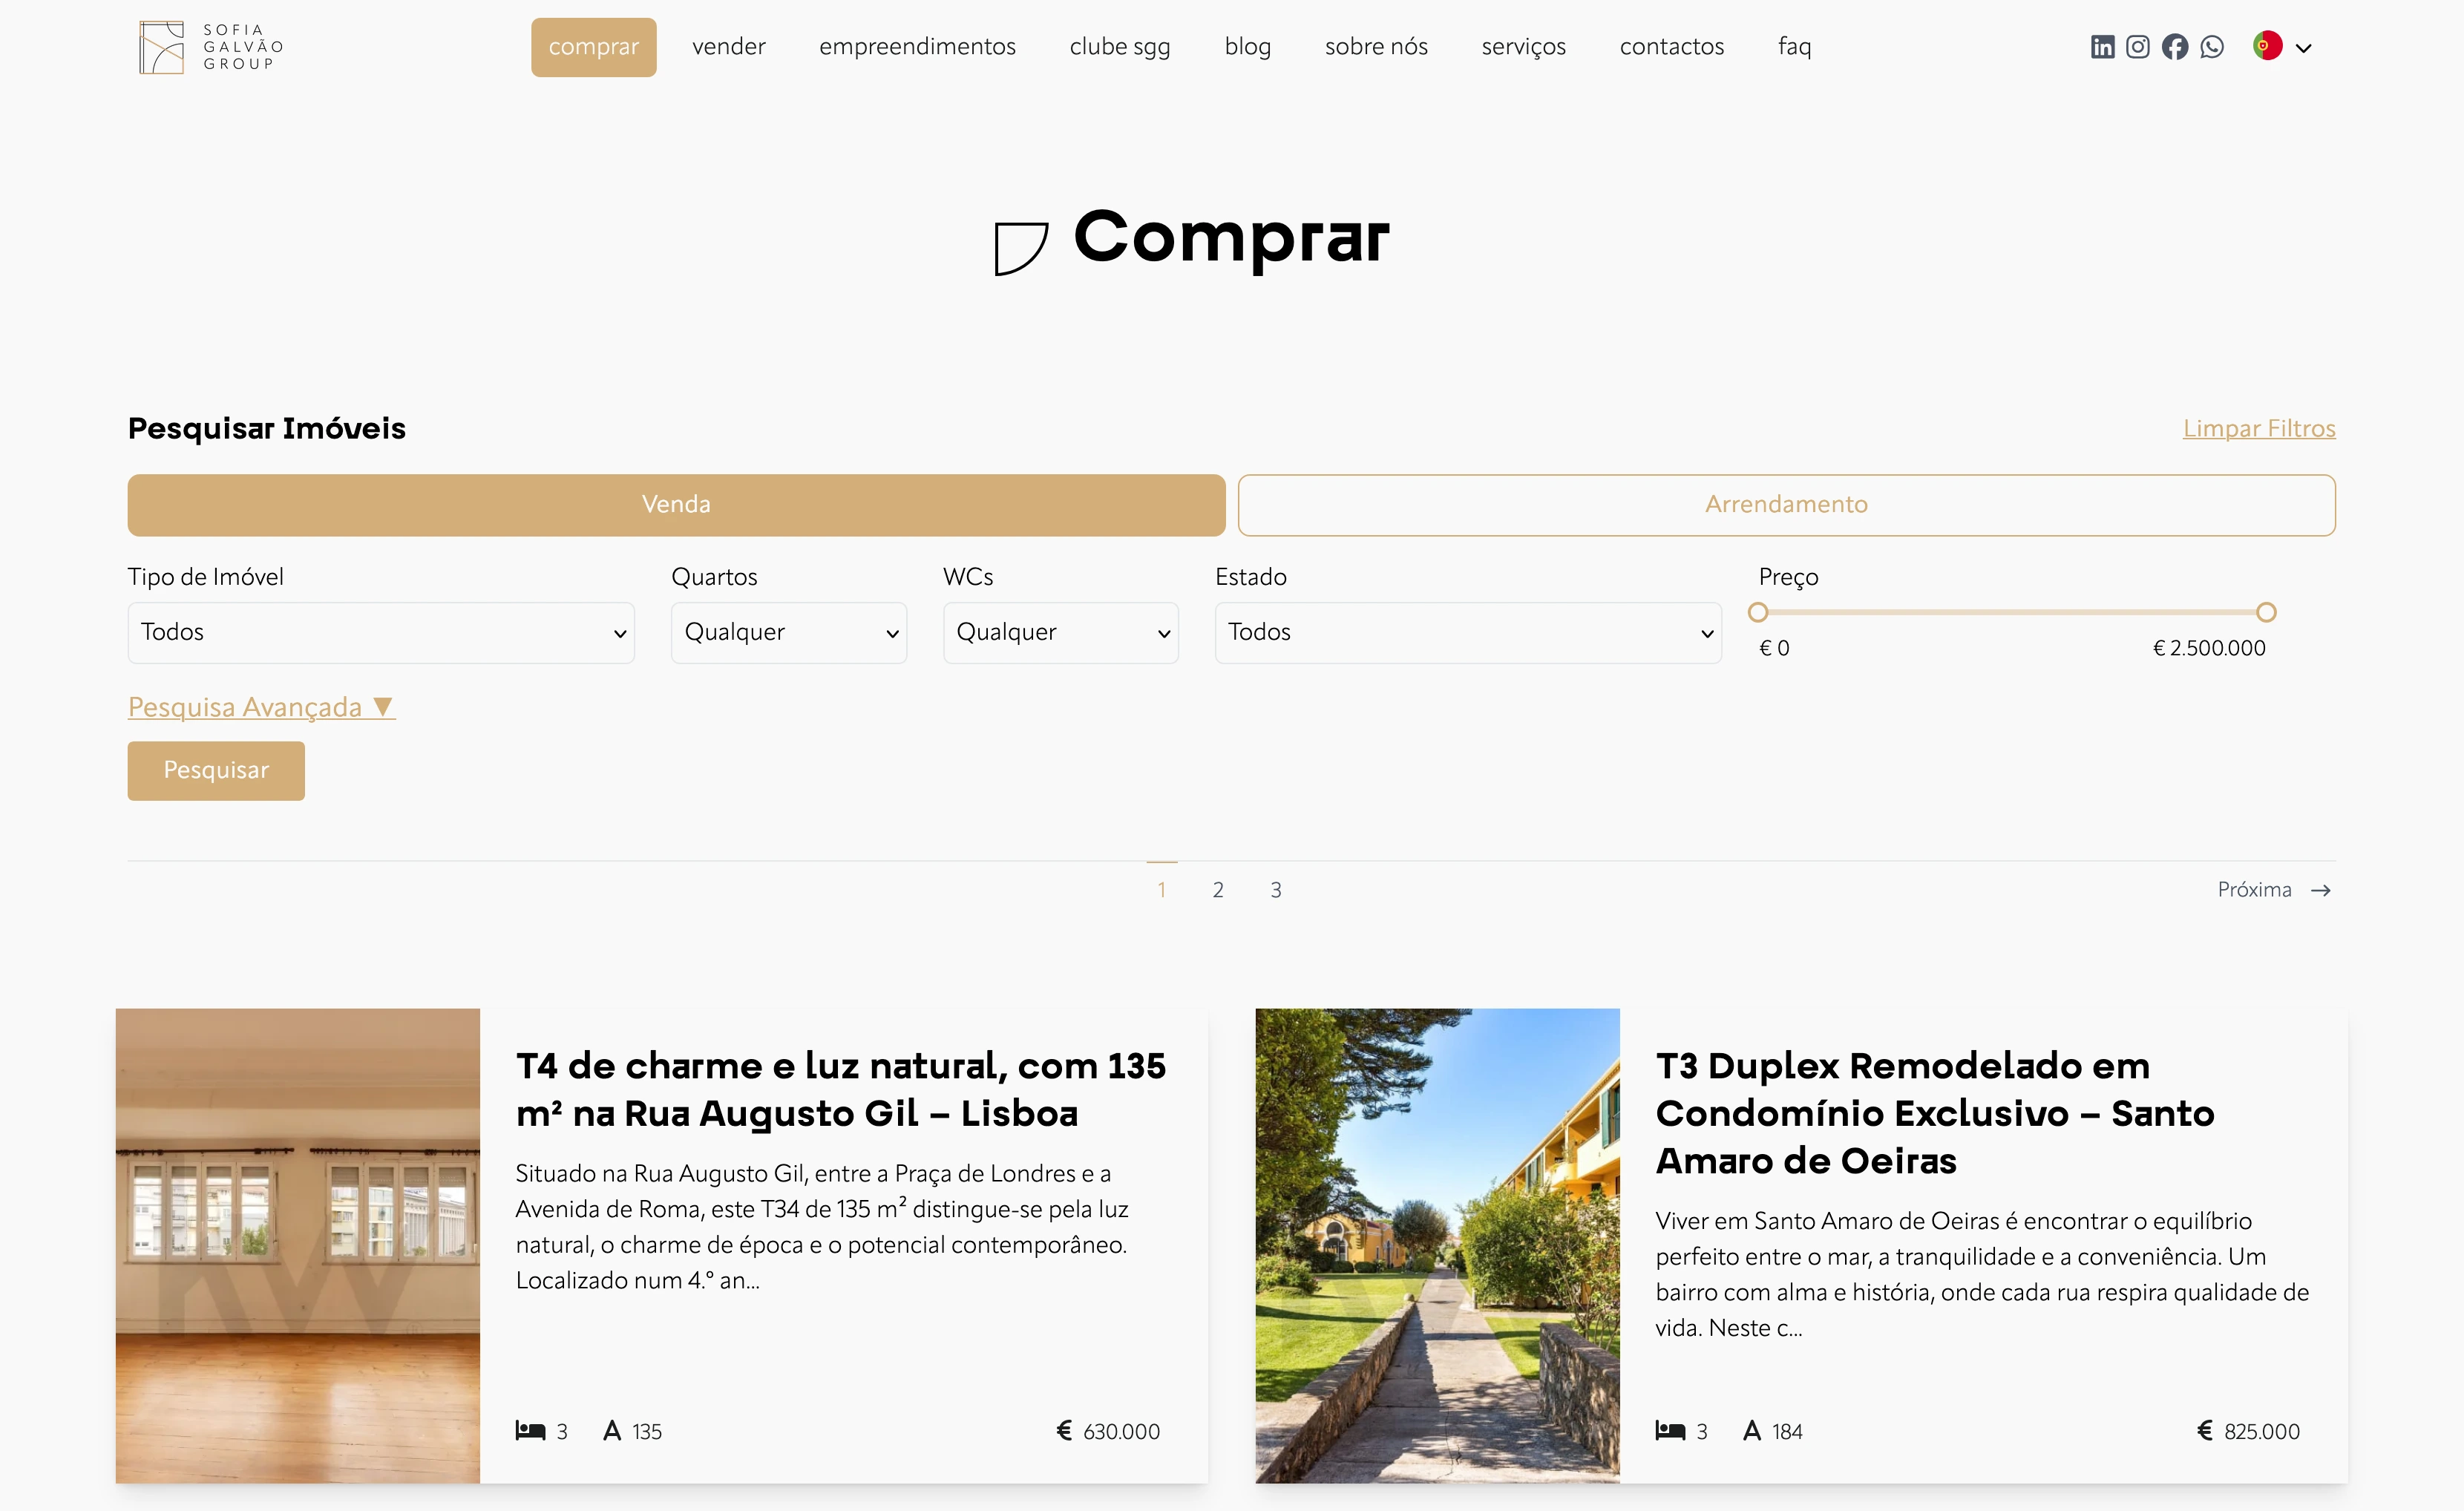 SOFIA
GALVÃO
GROUP
comprar
vender
empreendimentos
clube sgg
blog
sobre nós
serviços
contactos
faq
Comprar
Pesquisar Imóveis
Limpar Filtros
Venda
Arrendamento
Tipo de Imóvel
Quartos
WCs
Estado
Preço
Todos
Qualquer
Qualquer
Todos
€ 0
€ 2.500.000
Pesquisa Avançada ▼
Pesquisar
1
2
3
Próxima →
T4 de charme e luz natural, com 135
m² na Rua Augusto Gil – Lisboa
Situado na Rua Augusto Gil, entre a Praça de Londres e a
Avenida de Roma, este T34 de 135 m² distingue-se pela luz
natural, o charme de época e o potencial contemporâneo.
Localizado num 4.º an...
3
A 135
€ 630.000
KW
T3 Duplex Remodelado em
Condomínio Exclusivo – Santo
Amaro de Oeiras
Viver em Santo Amaro de Oeiras é encontrar o equilíbrio
perfeito entre o mar, a tranquilidade e a conveniência. Um
bairro com alma e história, onde cada rua respira qualidade de
vida. Neste c...
3
A 184
€ 825.000